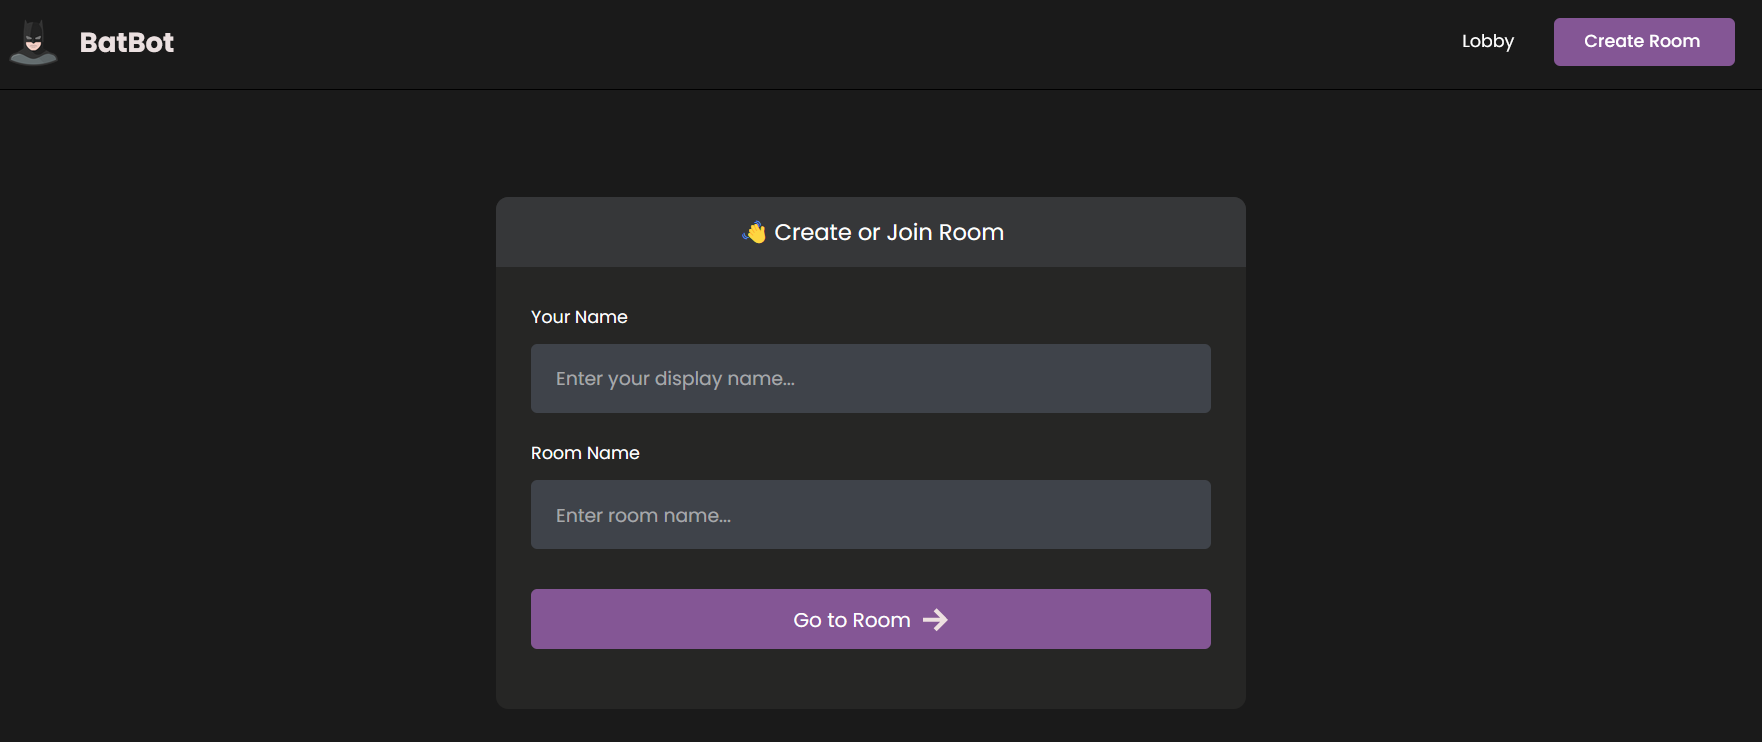 BatBot
Lobby
Create Room
👋 Create or Join Room
Your Name
Enter your display name...
Room Name
Enter room name...
Go to Room →